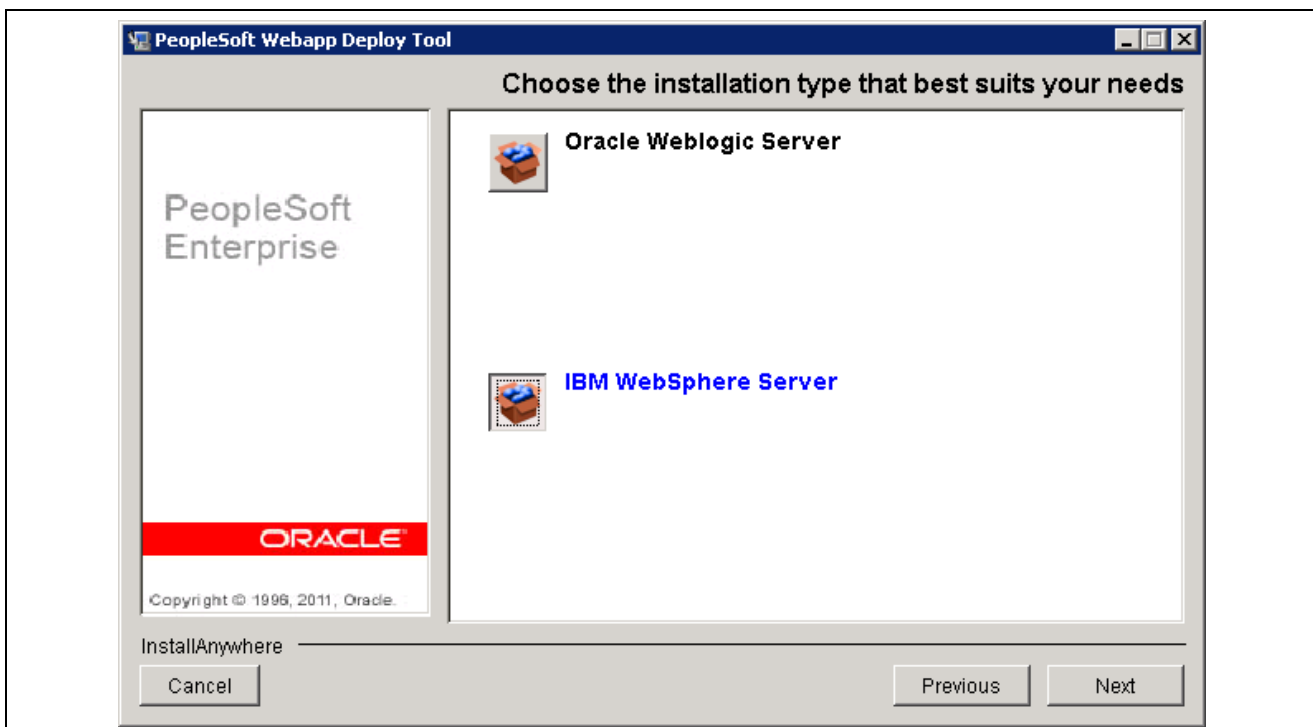 PeopleSoft Webapp Deploy Tool
Choose the installation type that best suits your needs
Oracle Weblogic Server
PeopleSoft
Enterprise
IBM WebSphere Server
ORACLE
Copyright © 1996, 2011, Oracle.
InstallAnywhere
Cancel
Previous
Next